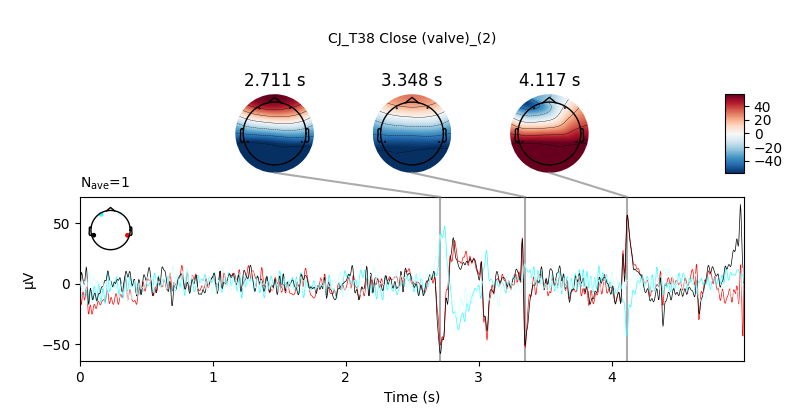 CJ_T38 Close (valve)_(2)
2.711 s 3.348 s 4.117 s
40
20
0
−20
−40
Nave=1
50
0
−50
µV
0 1 2 3 4
Time (s)